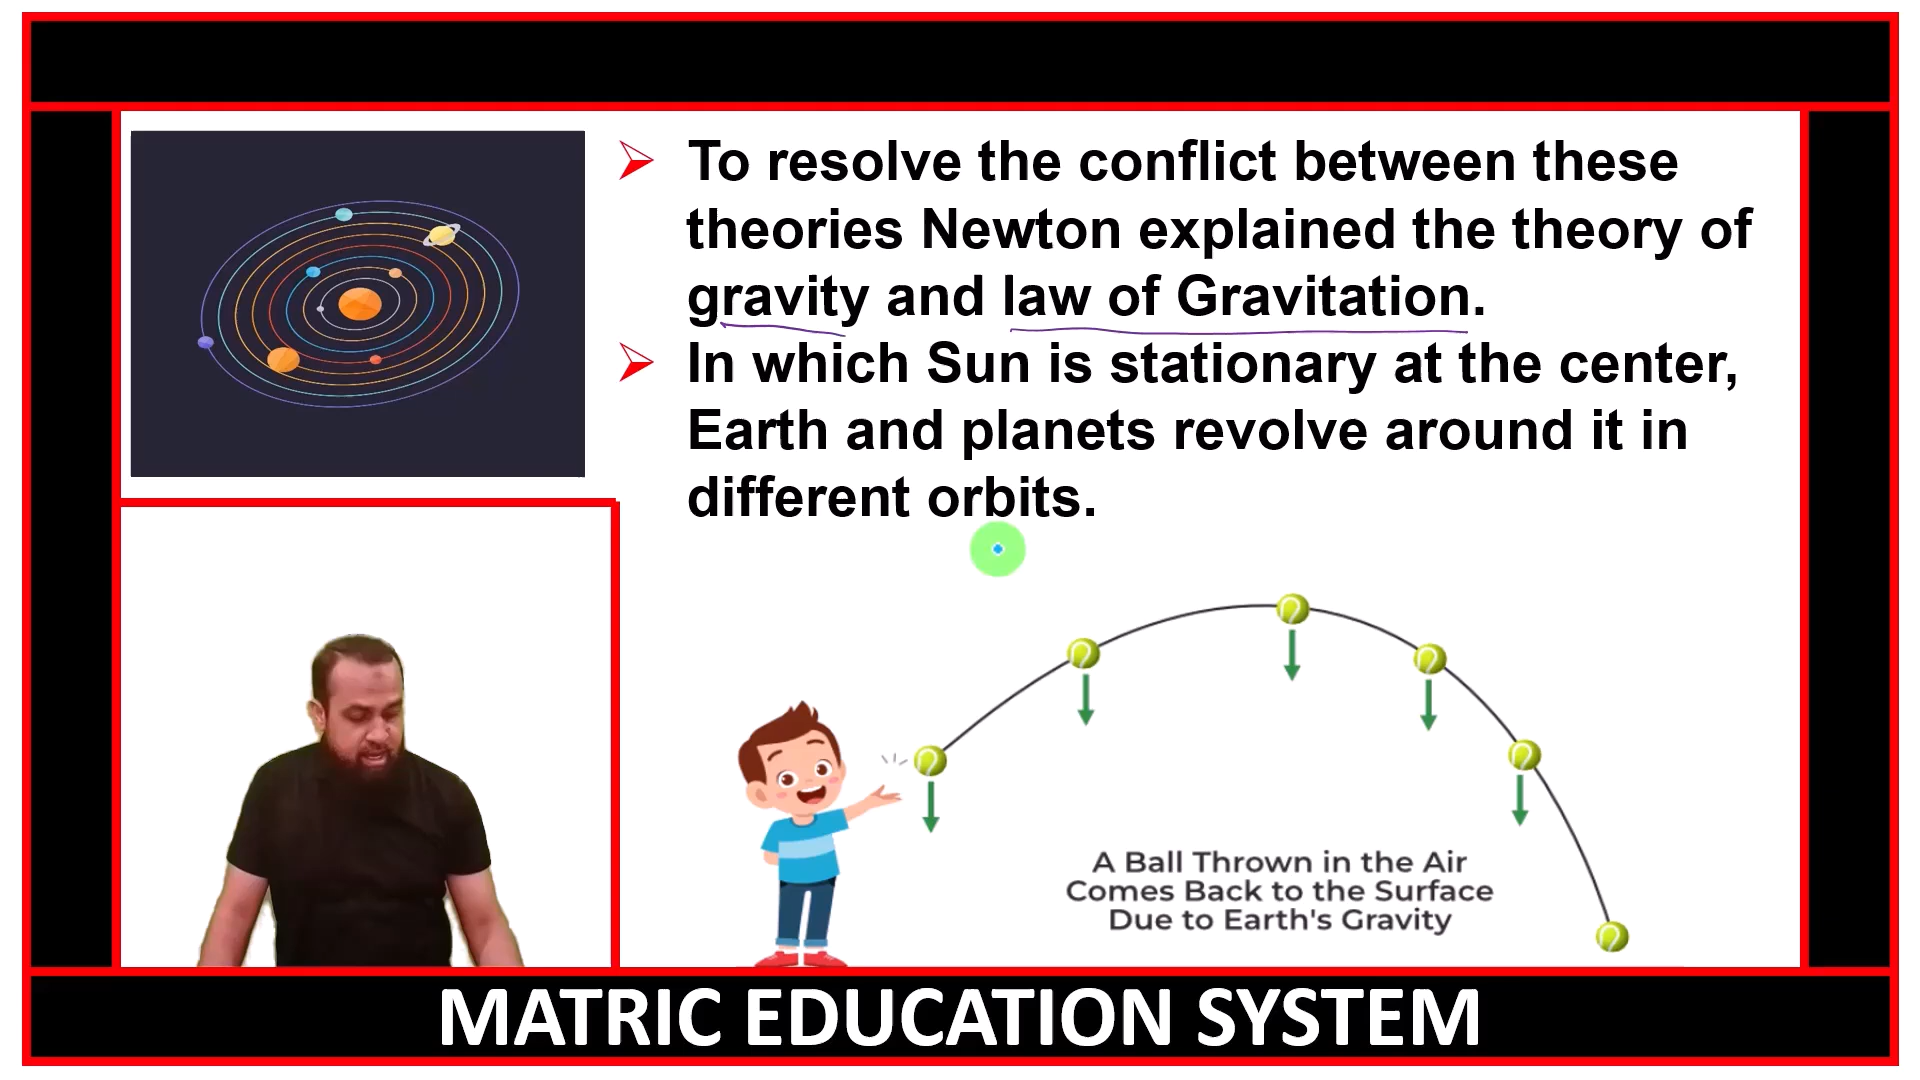 To resolve the conflict between these
theories Newton explained the theory of
gravity and law of Gravitation.
In which Sun is stationary at the center,
Earth and planets revolve around it in
different orbits.
A Ball Thrown in the Air
Comes Back to the Surface
Due to Earth's Gravity
MATRIC EDUCATION SYSTEM